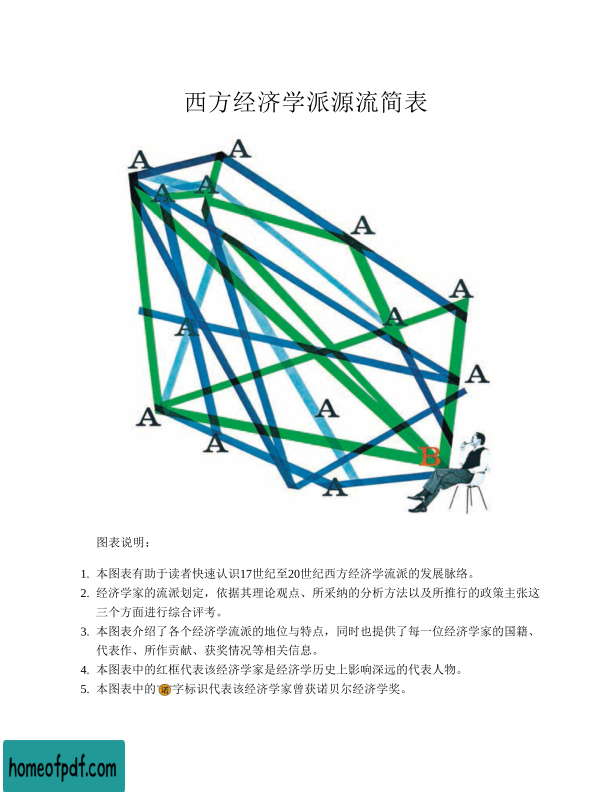 西方经济学派源流简表
A
A
A
A
A
A
A
A
A
A
A
B
A
A
图表说明：
1. 本图表有助于读者快速认识17世纪至20世纪西方经济学流派的发展脉络。
2. 经济学家的流派划定，依据其理论观点、所采纳的分析方法以及所推行的政策主张这
三个方面进行综合评考。
3. 本图表介绍了各个经济学流派的地位与特点，同时也提供了每一位经济学家的国籍、
代表作、所作贡献、获奖情况等相关信息。
4. 本图表中的红框代表该经济学家是经济学历史上影响深远的代表人物。
5. 本图表中的"诺"字标识代表该经济学家曾获诺贝尔经济学奖。
homeofpdf.com